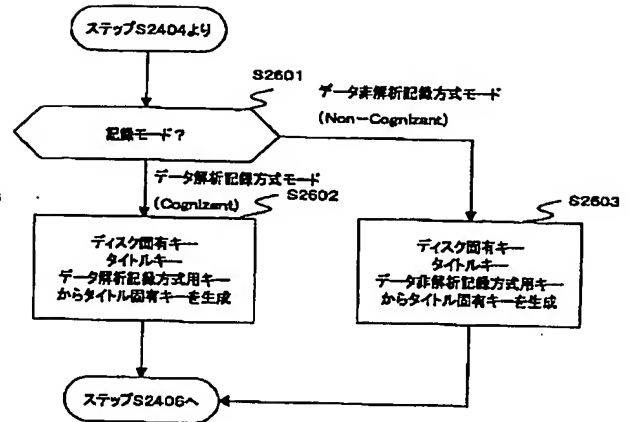 ステップS2404より
S2601
データ非解析記録方式モード
(Non-Cognizant)
記録モード?
データ解析記録方式モード
(Cognizant)
S2602
S2603
ディスク固有キー
タイトルキー
データ解析記録方式用キー
からタイトル固有キーを生成
ディスク固有キー
タイトルキー
データ非解析記録方式用キー
からタイトル固有キーを生成
ステップS2406へ